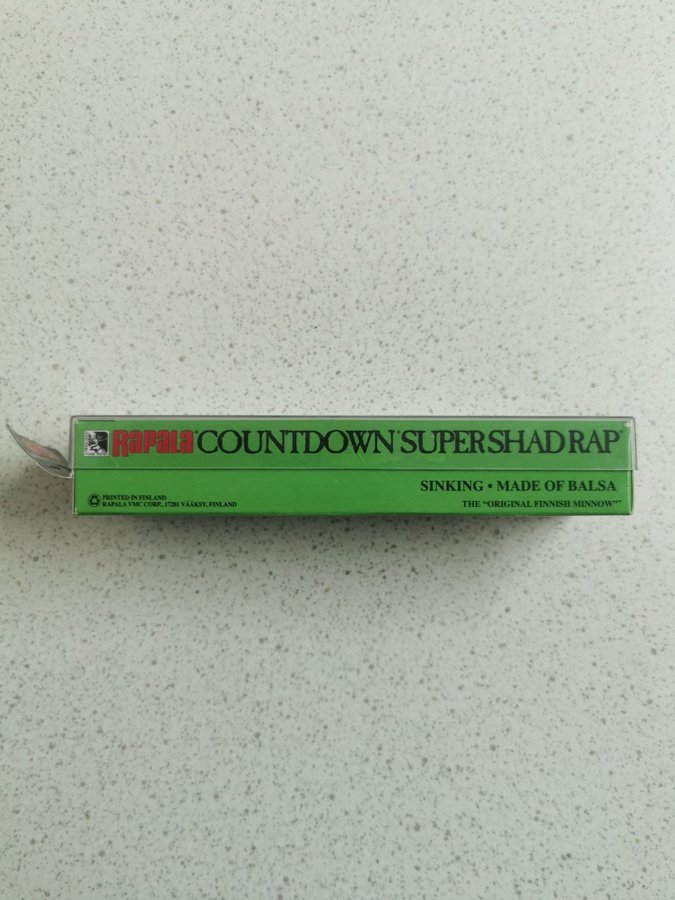 Rapala® COUNTDOWN® SUPER SHAD RAP®
SINKING • MADE OF BALSA
THE "ORIGINAL FINNISH MINNOW"™
PRINTED IN FINLAND
RAPALA VMC CORP., 17201 VÄÄKSY, FINLAND